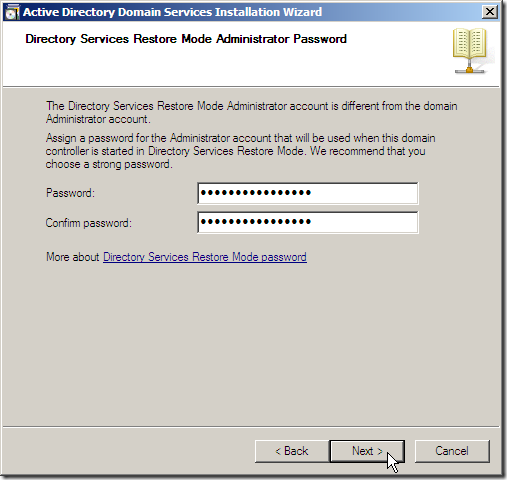 Active Directory Domain Services Installation Wizard
Directory Services Restore Mode Administrator Password
The Directory Services Restore Mode Administrator account is different from the domain
Administrator account.
Assign a password for the Administrator account that will be used when this domain
controller is started in Directory Services Restore Mode. We recommend that you
choose a strong password.
Password: ••••••••••••••••
Confirm password: ••••••••••••••••
More about Directory Services Restore Mode password
< Back Next > Cancel